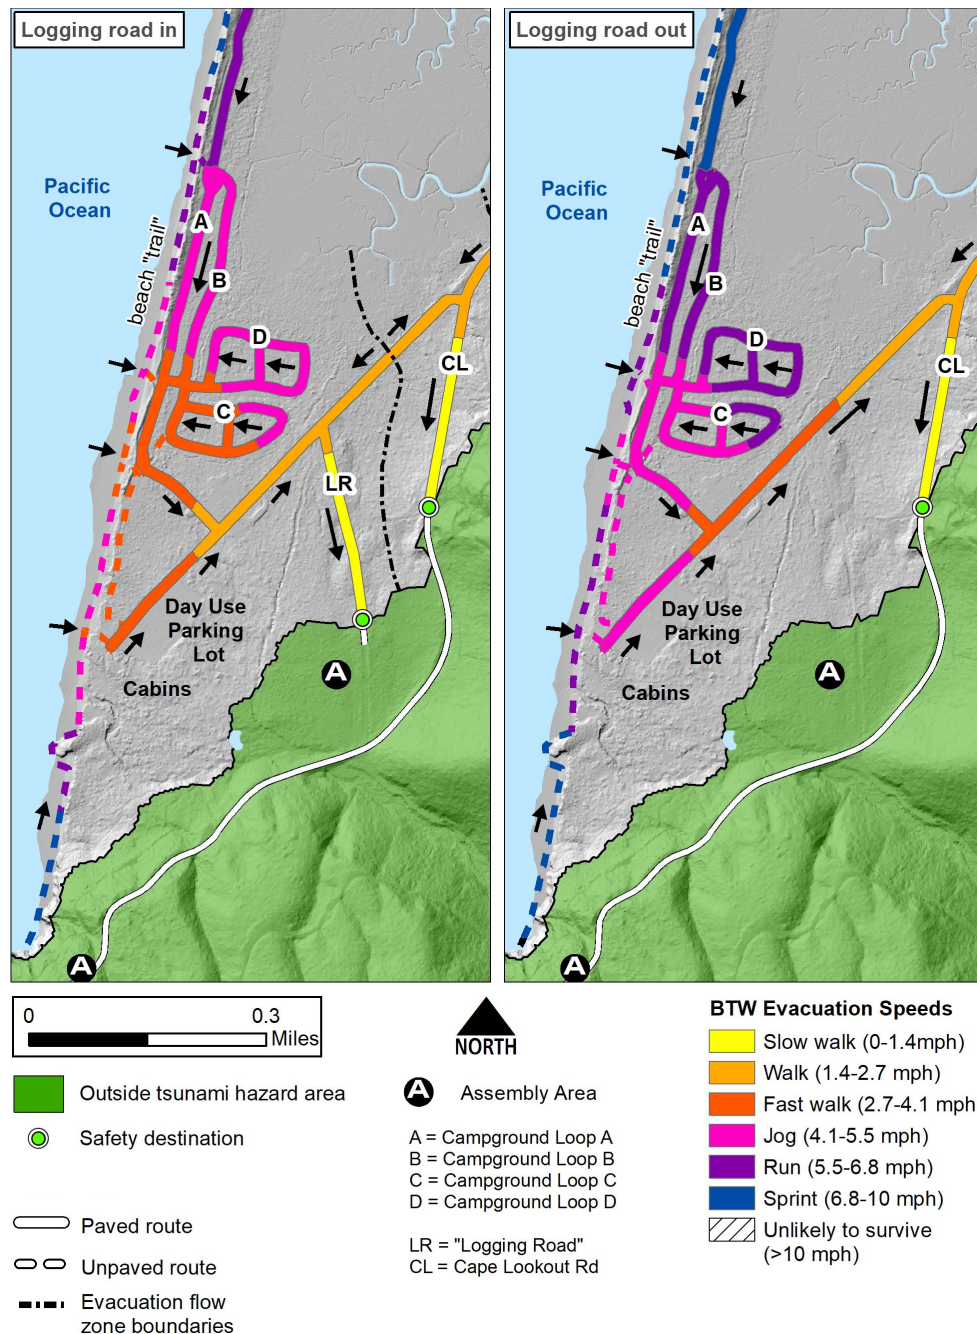 Logging road in
Pacific
Ocean
beach "trail"
A
B
D
C
CL
LR
Day Use
Parking
Lot
Cabins
A
A
Logging road out
Pacific
Ocean
beach "trail"
A
B
D
C
CL
Day Use
Parking
Lot
Cabins
A
A
0 0.3
Miles
NORTH
Outside tsunami hazard area
Safety destination
Paved route
Unpaved route
Evacuation flow
zone boundaries
A Assembly Area
A = Campground Loop A
B = Campground Loop B
C = Campground Loop C
D = Campground Loop D
LR = "Logging Road"
CL = Cape Lookout Rd
BTW Evacuation Speeds
Slow walk (0-1.4mph)
Walk (1.4-2.7 mph)
Fast walk (2.7-4.1 mph
Jog (4.1-5.5 mph)
Run (5.5-6.8 mph)
Sprint (6.8-10 mph)
Unlikely to survive
(>10 mph)